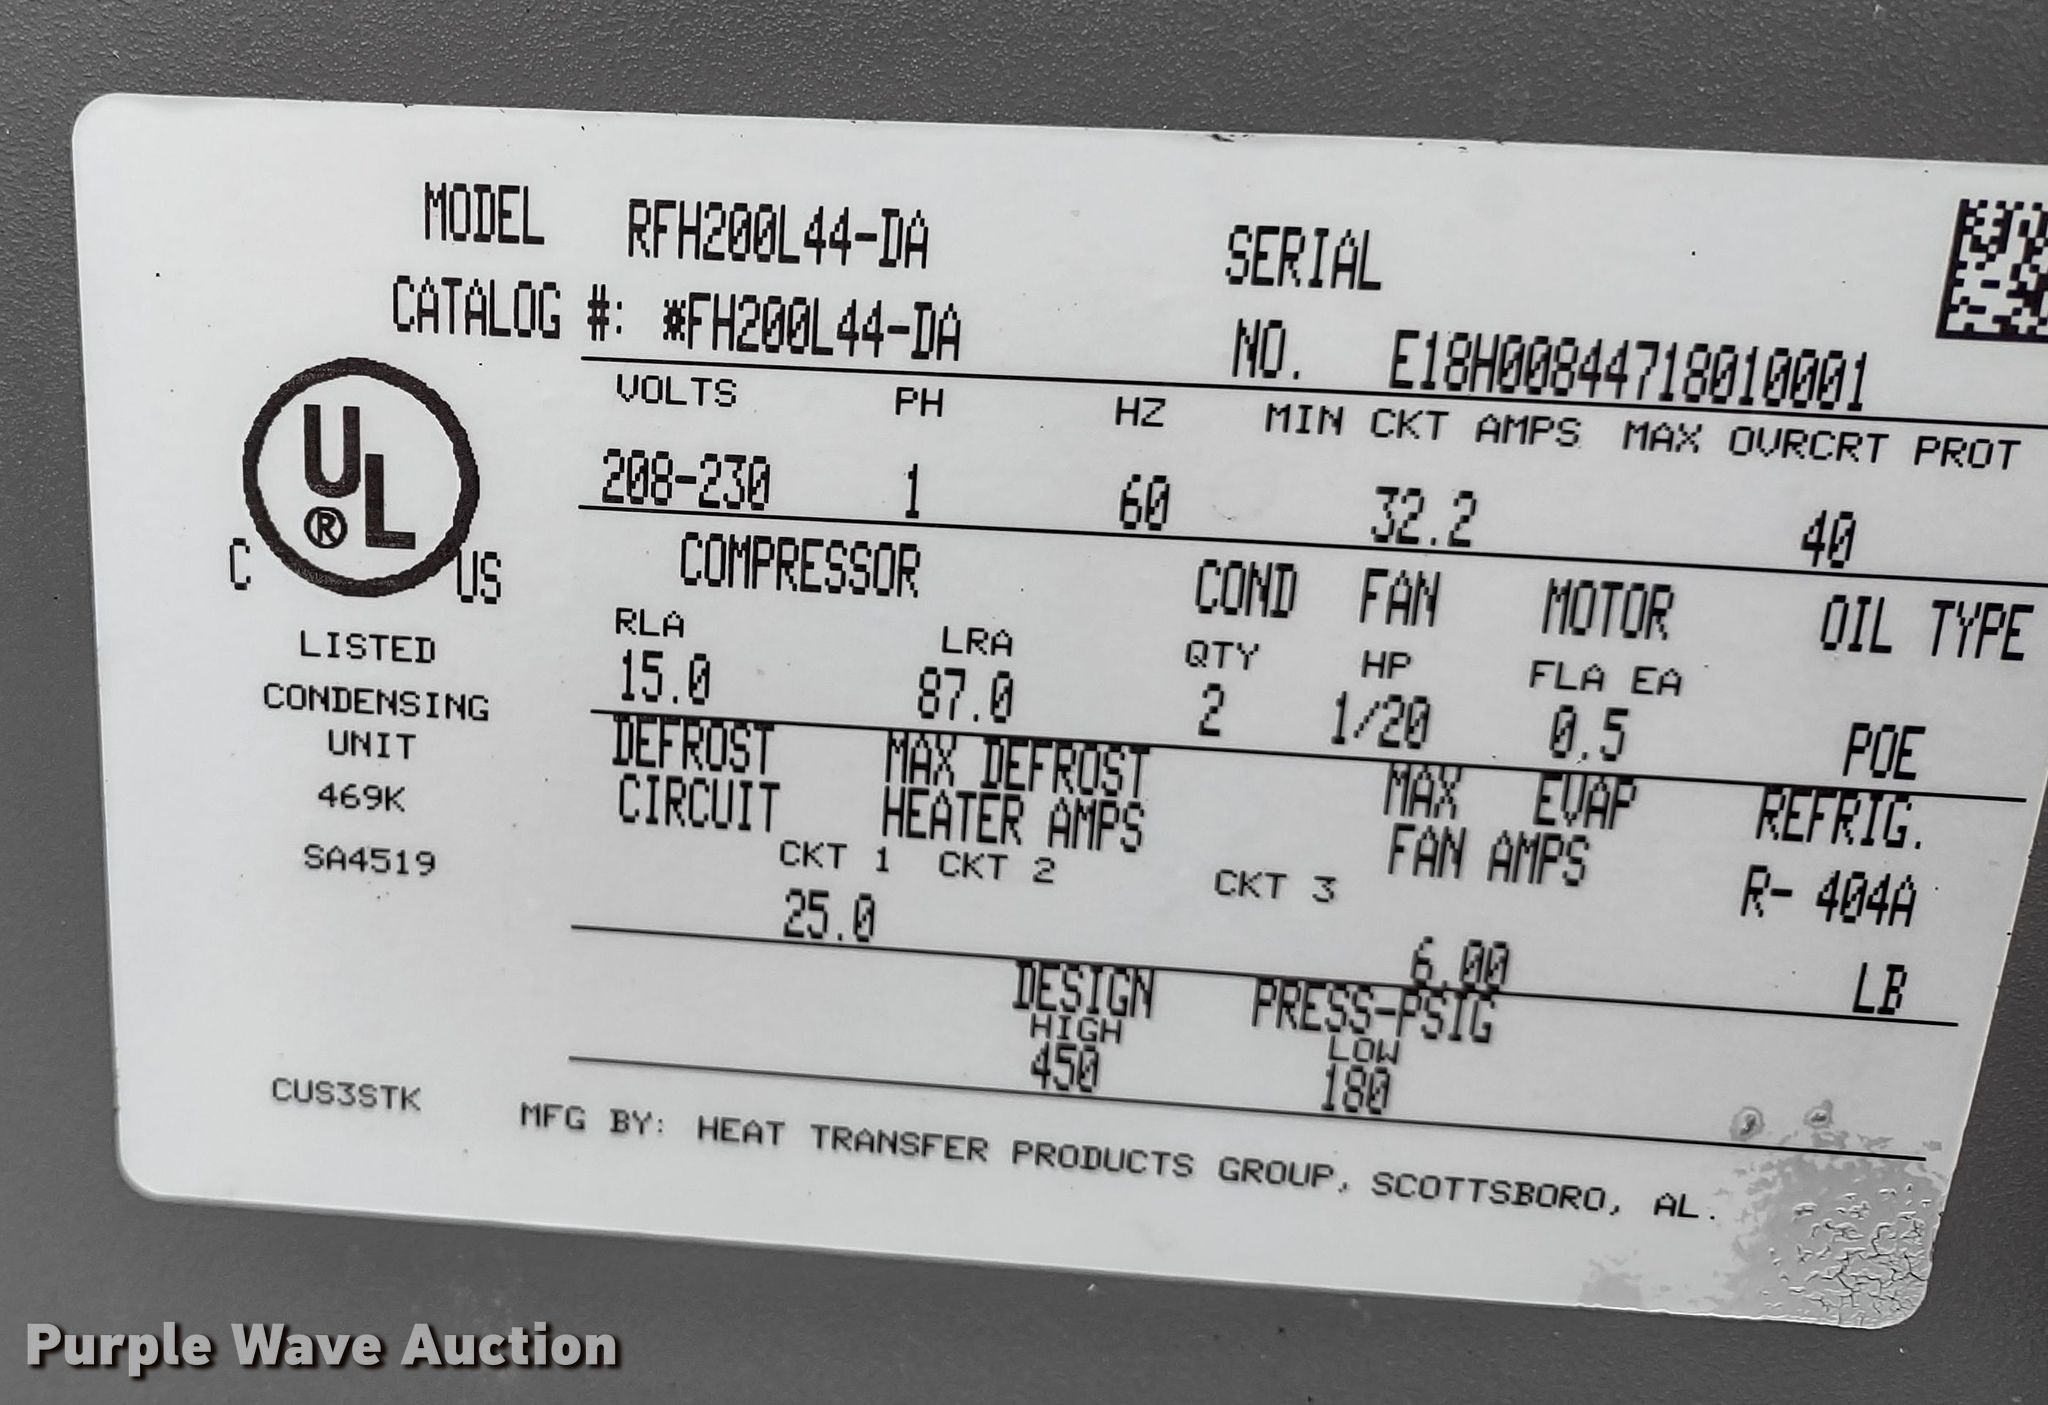 MODEL RFH200L44-DA
SERIAL
CATALOG #: *FH200L44-DA
NO. E18H00844718010001
VOLTS PH HZ MIN CKT AMPS MAX OVRCRT PROT
208-230 1 60 32.2 40
COMPRESSOR COND FAN MOTOR OIL TYPE
RLA LRA QTY HP FLA EA
15.0 87.0 2 1/20 0.5 POE
DEFROST MAX DEFROST MAX EVAP REFRIG.
CIRCUIT HEATER AMPS FAN AMPS R- 404A
CKT 1 CKT 2 CKT 3
25.0 6.00 LB
DESIGN PRESS-PSIG
HIGH LOW
450 180
UL
®
C US
LISTED
CONDENSING
UNIT
469K
SA4519
CUS3STK
MFG BY: HEAT TRANSFER PRODUCTS GROUP, SCOTTSBORO, AL.
Purple Wave Auction